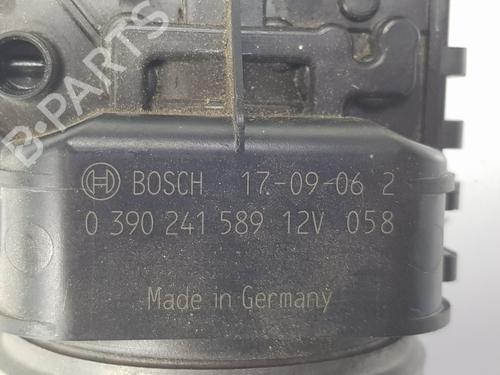 B-PARTS
BOSCH 17-09-06 2
0 390 241 589 12V 058
Made in Germany